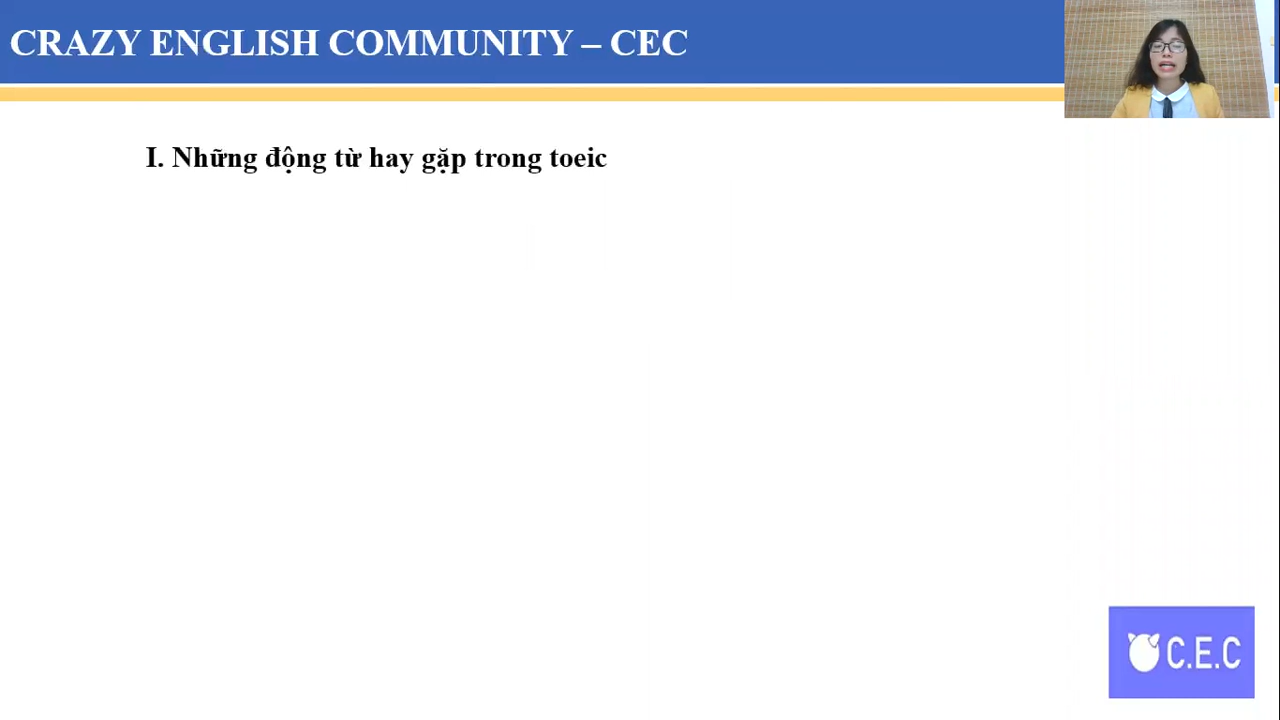 CRAZY ENGLISH COMMUNITY – CEC
I. Những động từ hay gặp trong toeic
C.E.C